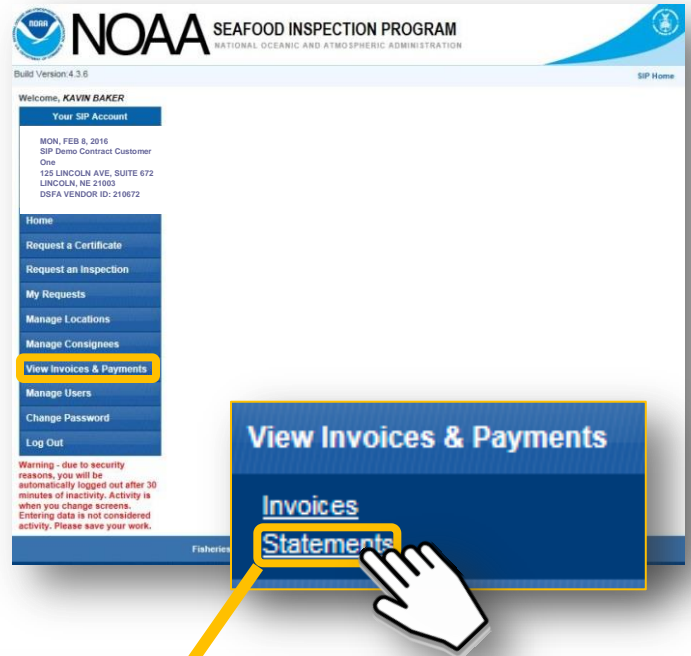 NOAA
NOAA SEAFOOD INSPECTION PROGRAM
NATIONAL OCEANIC AND ATMOSPHERIC ADMINISTRATION
Build Version:4.3.6
SIP Home
Welcome, KAVIN BAKER
Your SIP Account
MON, FEB 8, 2016
SIP Demo Contract Customer
One
125 LINCOLN AVE, SUITE 672
LINCOLN, NE 21003
DSFA VENDOR ID: 210672
Home
Request a Certificate
Request an Inspection
My Requests
Manage Locations
Manage Consignees
View Invoices & Payments
Manage Users
Change Password
Log Out
Warning - due to security
reasons, you will be
automatically logged out after 30
minutes of inactivity. Activity is
when you change screens.
Entering data is not considered
activity. Please save your work.
Fisheries
View Invoices & Payments
Invoices
Statements